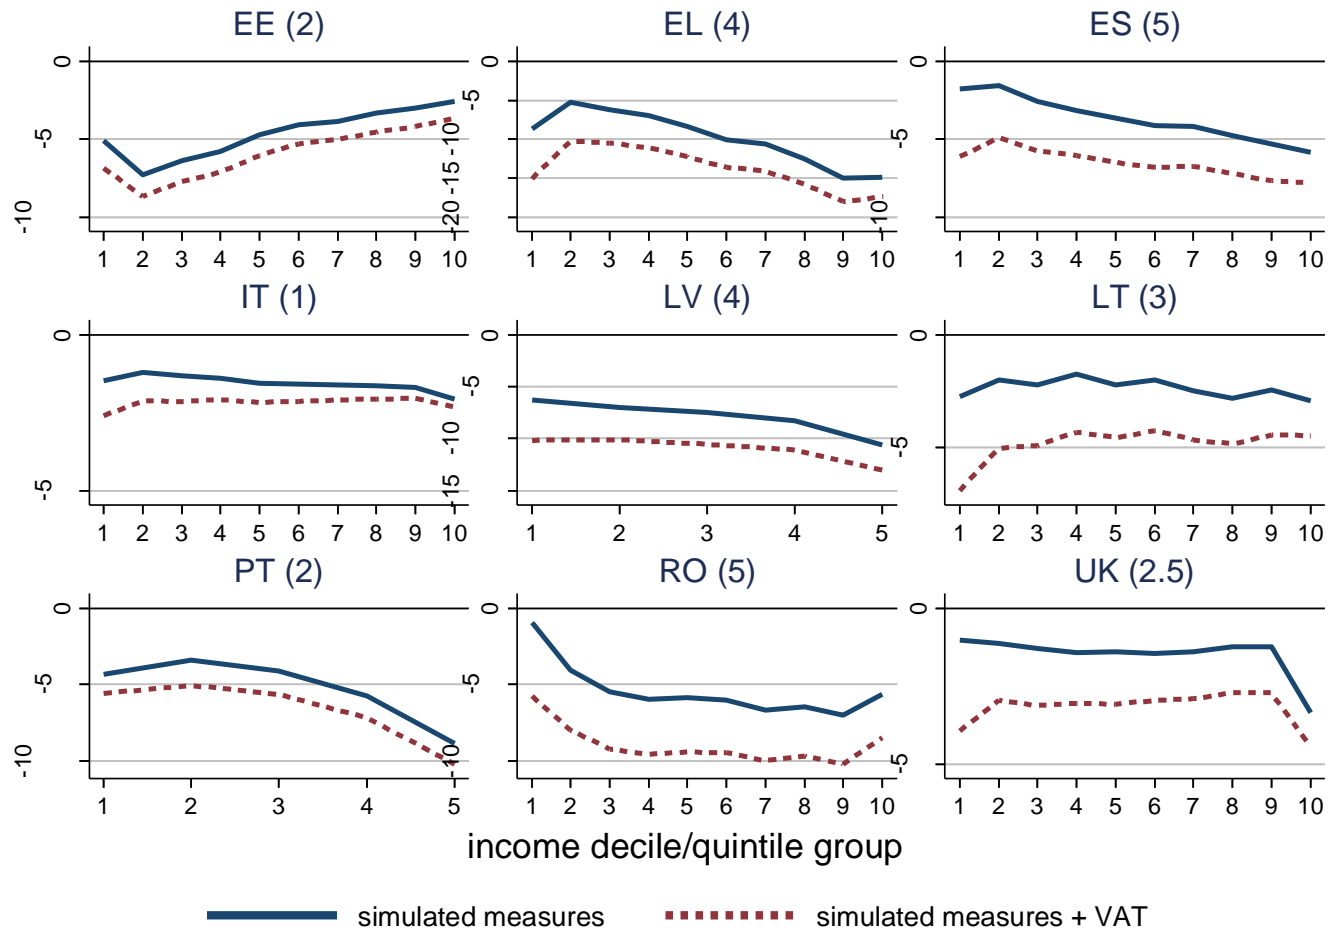 EE (2)
EL (4)
ES (5)
0
-5
-10
1 2 3 4 5 6 7 8 9 10
0
-5
-10
-15
-20
1 2 3 4 5 6 7 8 9 10
0
-5
-10
1 2 3 4 5 6 7 8 9 10
IT (1)
LV (4)
LT (3)
0
-5
1 2 3 4 5 6 7 8 9 10
0
-5
-10
-15
1 2 3 4 5
0
-5
1 2 3 4 5 6 7 8 9 10
PT (2)
RO (5)
UK (2.5)
0
-5
-10
1 2 3 4 5
0
-5
-10
1 2 3 4 5 6 7 8 9 10
0
-5
1 2 3 4 5 6 7 8 9 10
income decile/quintile group
simulated measures
simulated measures + VAT